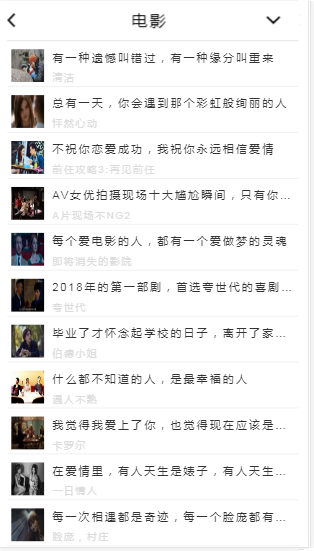 电影
有一种遗憾叫错过，有一种缘分叫重来
清洁
总有一天，你会遇到那个彩虹般绚丽的人
怦然心动
不祝你恋爱成功，我祝你永远相信爱情
前任攻略3:再见前任
AV女优拍摄现场十大尴尬瞬间，只有你…
A片现场不NG2
每个爱电影的人，都有一个爱做梦的灵魂
即将消失的影院
2018年的第一部剧，首选夸世代的喜剧…
夸世代
毕业了才怀念起学校的日子，离开了家…
伯德小姐
什么都不知道的人，是最幸福的人
遇人不熟
我觉得我爱上了你，也觉得现在应该是…
卡罗尔
在爱情里，有人天生是婊子，有人天生…
一日情人
每一次相遇都是奇迹，每一个脸庞都有…
脸庞，村庄